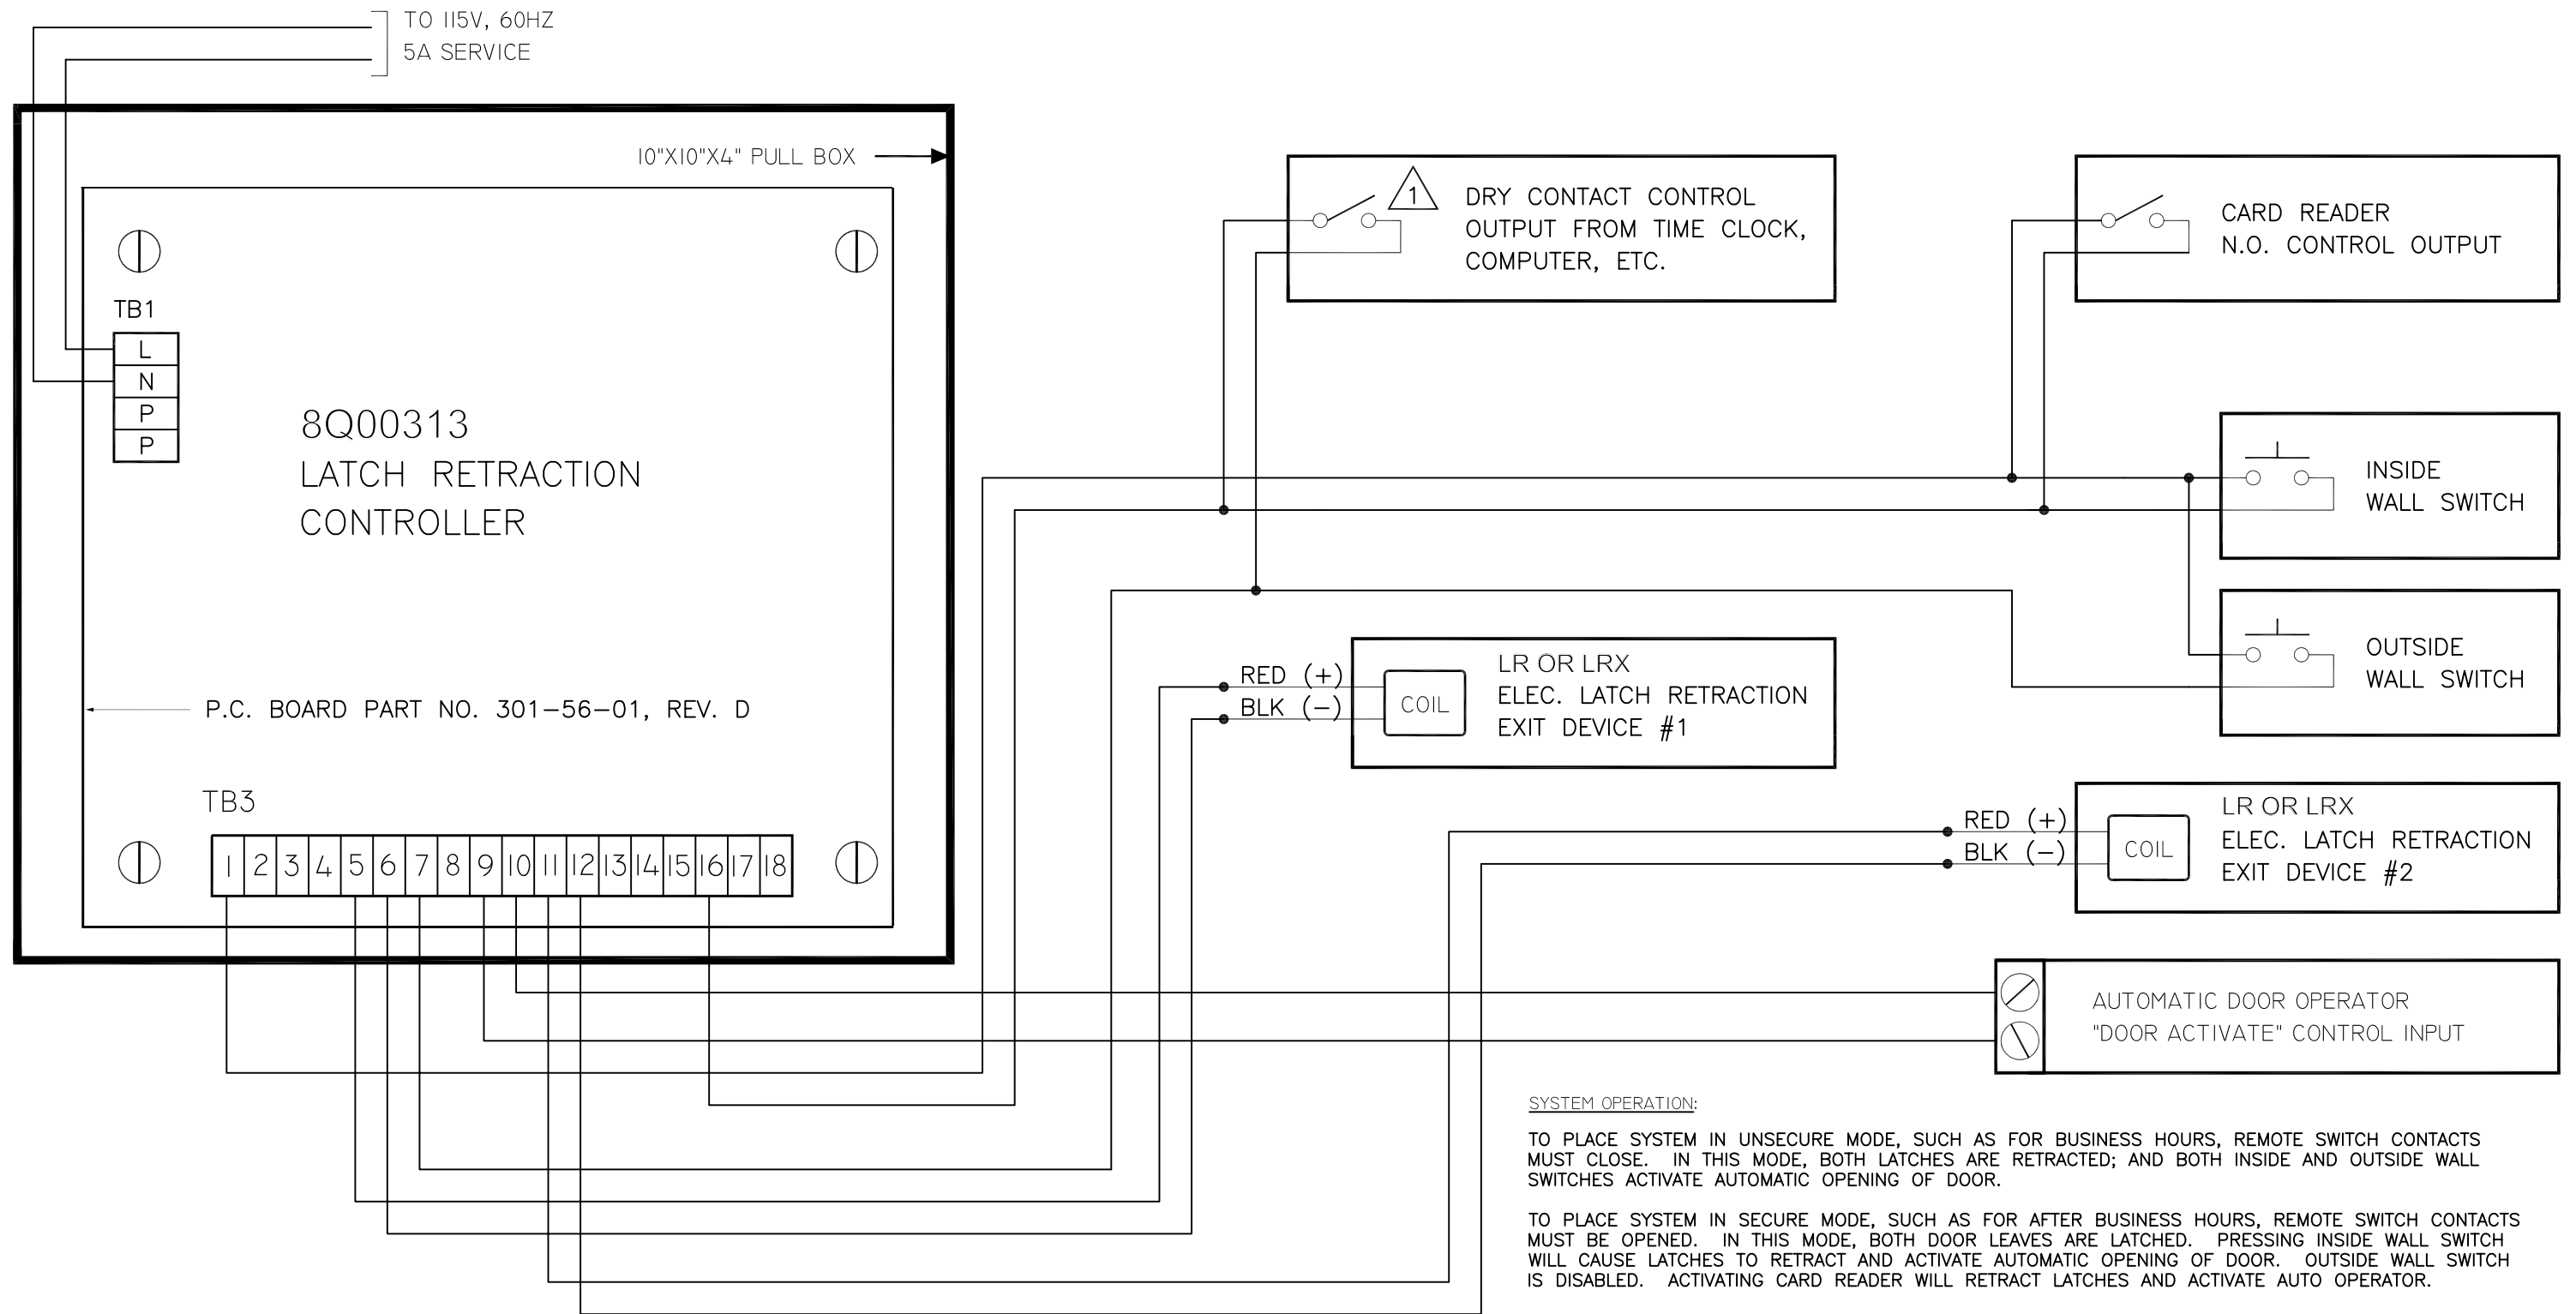 TO 115V, 60HZ
5A SERVICE
10"X10"X4" PULL BOX
TB1
L
N
P
P
8Q00313
LATCH RETRACTION
CONTROLLER
P.C. BOARD PART NO. 301-56-01, REV. D
TB3
1 2 3 4 5 6 7 8 9 10 11 12 13 14 15 16 17 18
1
DRY CONTACT CONTROL
OUTPUT FROM TIME CLOCK,
COMPUTER, ETC.
CARD READER
N.O. CONTROL OUTPUT
INSIDE
WALL SWITCH
OUTSIDE
WALL SWITCH
RED (+)
BLK (-)
COIL
LR OR LRX
ELEC. LATCH RETRACTION
EXIT DEVICE #1
RED (+)
BLK (-)
COIL
LR OR LRX
ELEC. LATCH RETRACTION
EXIT DEVICE #2
AUTOMATIC DOOR OPERATOR
"DOOR ACTIVATE" CONTROL INPUT
SYSTEM OPERATION:
TO PLACE SYSTEM IN UNSECURE MODE, SUCH AS FOR BUSINESS HOURS, REMOTE SWITCH CONTACTS
MUST CLOSE. IN THIS MODE, BOTH LATCHES ARE RETRACTED; AND BOTH INSIDE AND OUTSIDE WALL
SWITCHES ACTIVATE AUTOMATIC OPENING OF DOOR.
TO PLACE SYSTEM IN SECURE MODE, SUCH AS FOR AFTER BUSINESS HOURS, REMOTE SWITCH CONTACTS
MUST BE OPENED. IN THIS MODE, BOTH DOOR LEAVES ARE LATCHED. PRESSING INSIDE WALL SWITCH
WILL CAUSE LATCHES TO RETRACT AND ACTIVATE AUTOMATIC OPENING OF DOOR. OUTSIDE WALL SWITCH
IS DISABLED. ACTIVATING CARD READER WILL RETRACT LATCHES AND ACTIVATE AUTO OPERATOR.